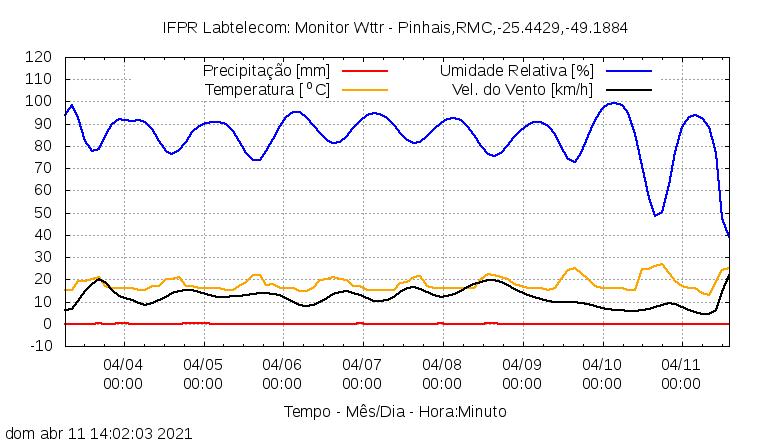 IFPR Labtelecom: Monitor Wttr - Pinhais,RMC,-25.4429,-49.1884
Precipitação [mm]
Temperatura [⁰C]
Umidade Relativa [%]
Vel. do Vento [km/h]
120
110
100
90
80
70
60
50
40
30
20
10
0
-10
04/04 04/05 04/06 04/07 04/08 04/09 04/10 04/11
00:00 00:00 00:00 00:00 00:00 00:00 00:00 00:00
Tempo - Mês/Dia - Hora:Minuto
dom abr 11 14:02:03 2021